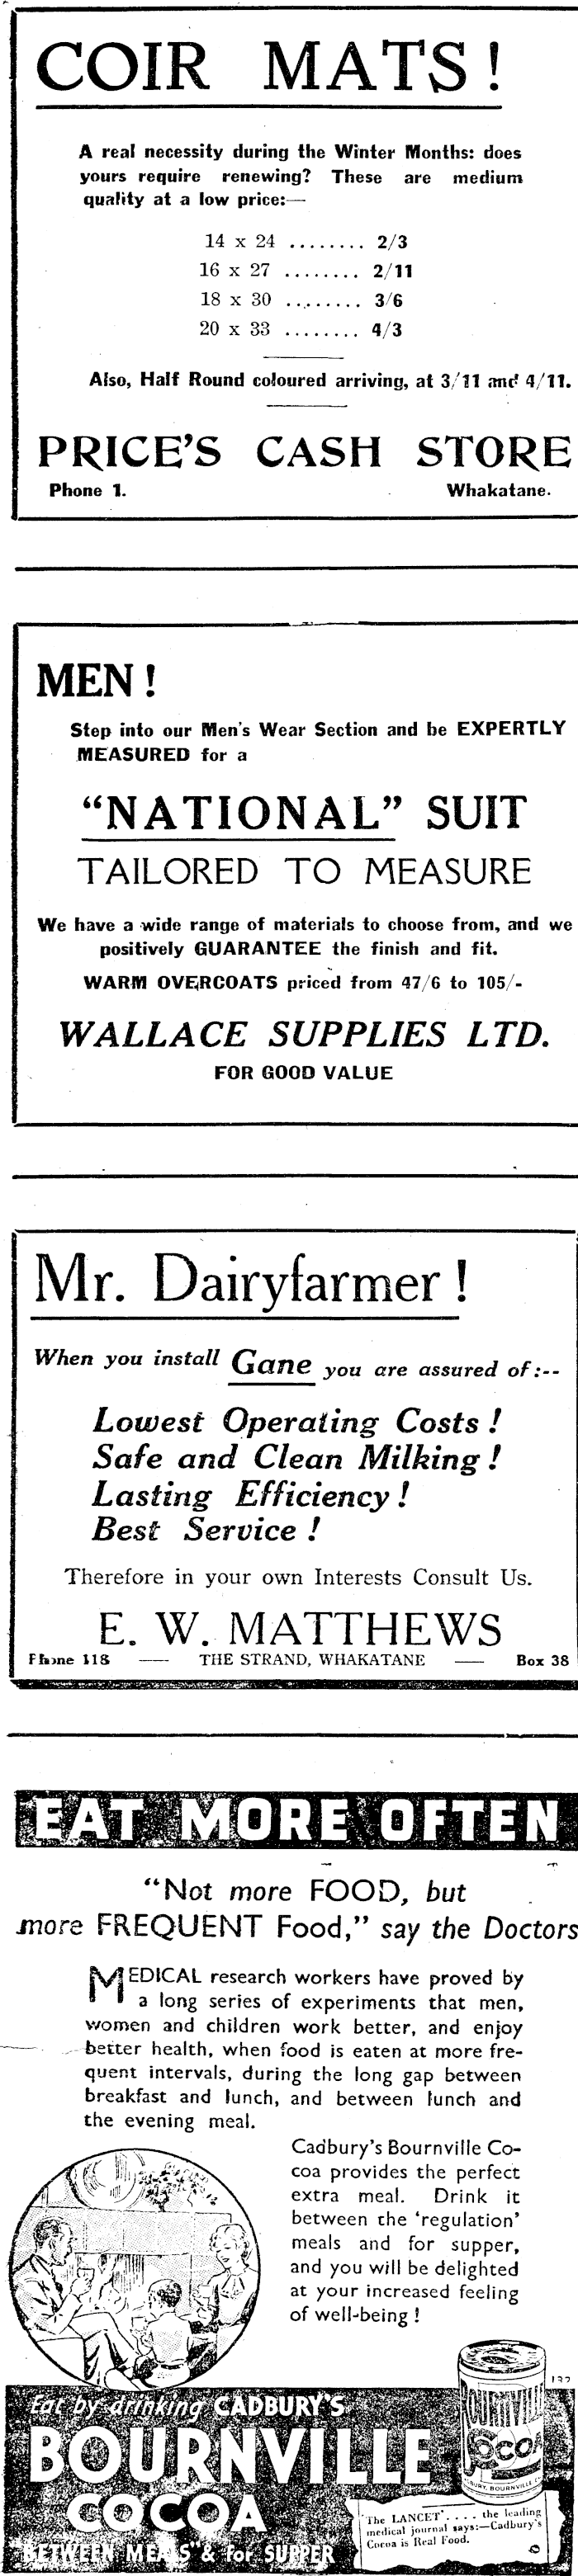 COIR MATS!
A real necessity during the Winter Months: does
yours require renewing? These are medium
quality at a low price:—
14 x 24 ........ 2/3
16 x 27 ........ 2/11
18 x 30 ........ 3/6
20 x 33 ........ 4/3
Also, Half Round coloured arriving, at 3/11 and 4/11.
PRICE'S CASH STORE
Phone 1. Whakatane.
MEN!
Step into our Men's Wear Section and be EXPERTLY
MEASURED for a
"NATIONAL" SUIT
TAILORED TO MEASURE
We have a wide range of materials to choose from, and we
positively GUARANTEE the finish and fit.
WARM OVERCOATS priced from 47/6 to 105/-
WALLACE SUPPLIES LTD.
FOR GOOD VALUE
Mr. Dairyfarmer!
When you install Gane you are assured of:--
Lowest Operating Costs!
Safe and Clean Milking!
Lasting Efficiency!
Best Service!
Therefore in your own Interests Consult Us.
E. W. MATTHEWS
Phone 118 — THE STRAND, WHAKATANE — Box 38
EAT MORE OFTEN
"Not more FOOD, but
more FREQUENT Food," say the Doctors
MEDICAL research workers have proved by
a long series of experiments that men,
women and children work better, and enjoy
better health, when food is eaten at more fre-
quent intervals, during the long gap between
breakfast and lunch, and between lunch and
the evening meal.
Cadbury's Bournville Co-
coa provides the perfect
extra meal. Drink it
between the 'regulation'
meals and for supper,
and you will be delighted
at your increased feeling
of well-being!
132
Eat by drinking CADBURY'S
BOURNVILLE
COCOA
"BETWEEN MEALS" & for SUPPER
BOURNVILLE
COCOA
BOURNVILLE
The LANCET'.... the leading
medical journal says:—Cadbury's
Cocoa is Real Food.